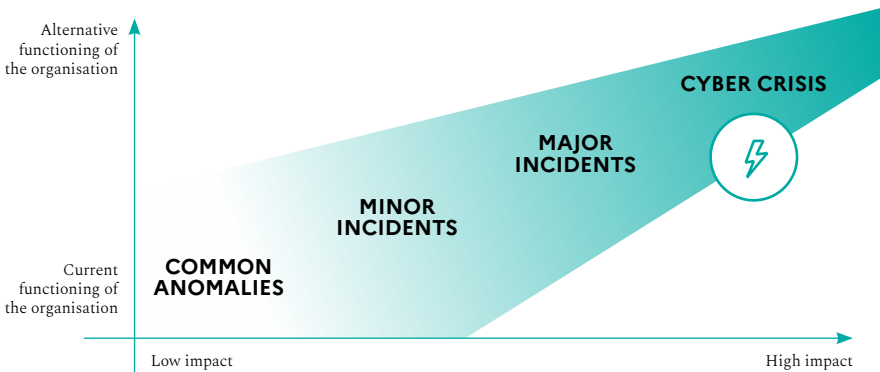 Alternative
functioning of
the organisation
CYBER CRISIS
MAJOR
INCIDENTS
MINOR
INCIDENTS
COMMON
ANOMALIES
Current
functioning of
the organisation
Low impact
High impact